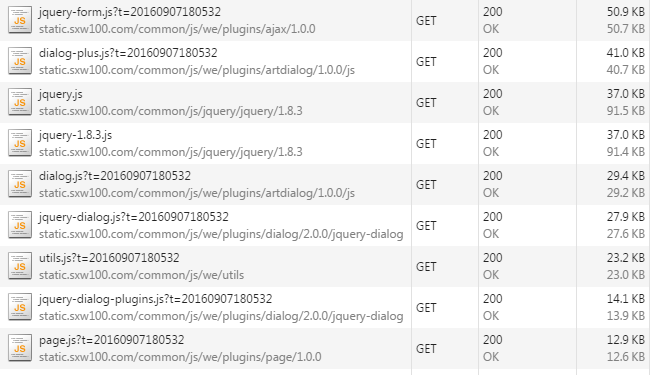 jquery-form.js?t=20160907180532 GET 200 50.9 KB
static.sxw100.com/common/js/we/plugins/ajax/1.0.0 OK 50.7 KB
dialog-plus.js?t=20160907180532 GET 200 41.0 KB
static.sxw100.com/common/js/we/plugins/artdialog/1.0.0/js OK 40.7 KB
jquery.js GET 200 37.0 KB
static.sxw100.com/common/js/jquery/jquery/1.8.3 OK 91.5 KB
jquery-1.8.3.js GET 200 37.0 KB
static.sxw100.com/common/js/jquery/jquery/1.8.3 OK 91.4 KB
dialog.js?t=20160907180532 GET 200 29.4 KB
static.sxw100.com/common/js/we/plugins/artdialog/1.0.0/js OK 29.2 KB
jquery-dialog.js?t=20160907180532 GET 200 27.9 KB
static.sxw100.com/common/js/we/plugins/dialog/2.0.0/jquery-dialog OK 27.6 KB
utils.js?t=20160907180532 GET 200 23.2 KB
static.sxw100.com/common/js/we/utils OK 23.0 KB
jquery-dialog-plugins.js?t=20160907180532 GET 200 14.1 KB
static.sxw100.com/common/js/we/plugins/dialog/2.0.0/jquery-dialog OK 13.9 KB
page.js?t=20160907180532 GET 200 12.9 KB
static.sxw100.com/common/js/we/plugins/page/1.0.0 OK 12.6 KB